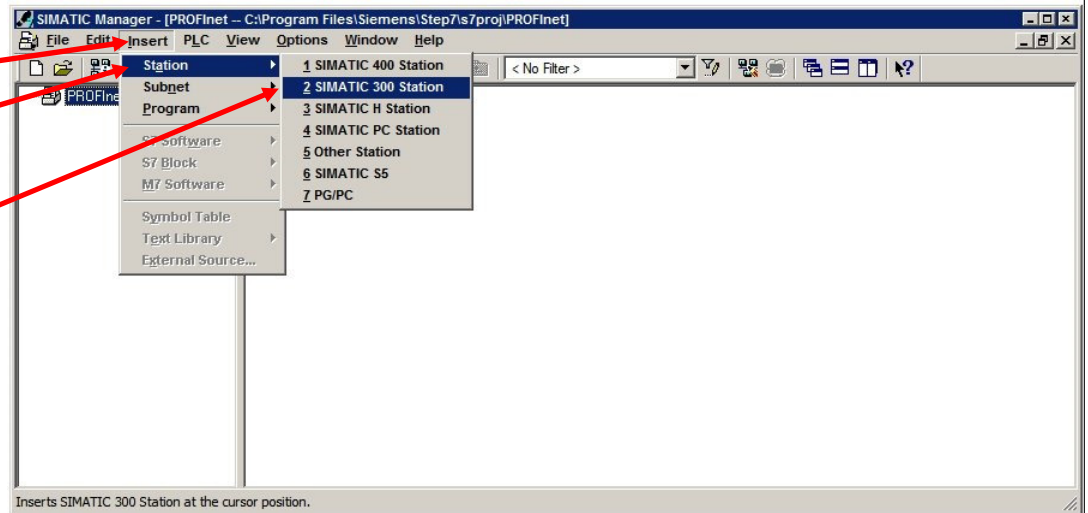 SIMATIC Manager - [PROFInet -- C:\Program Files\Siemens\Step7\s7proj\PROFInet]
File Edit Insert PLC View Options Window Help
< No Filter >
Station
Subnet
Program
S7 Software
S7 Block
M7 Software
Symbol Table
Text Library
External Source...
1 SIMATIC 400 Station
2 SIMATIC 300 Station
3 SIMATIC H Station
4 SIMATIC PC Station
5 Other Station
6 SIMATIC S5
7 PG/PC
Inserts SIMATIC 300 Station at the cursor position.